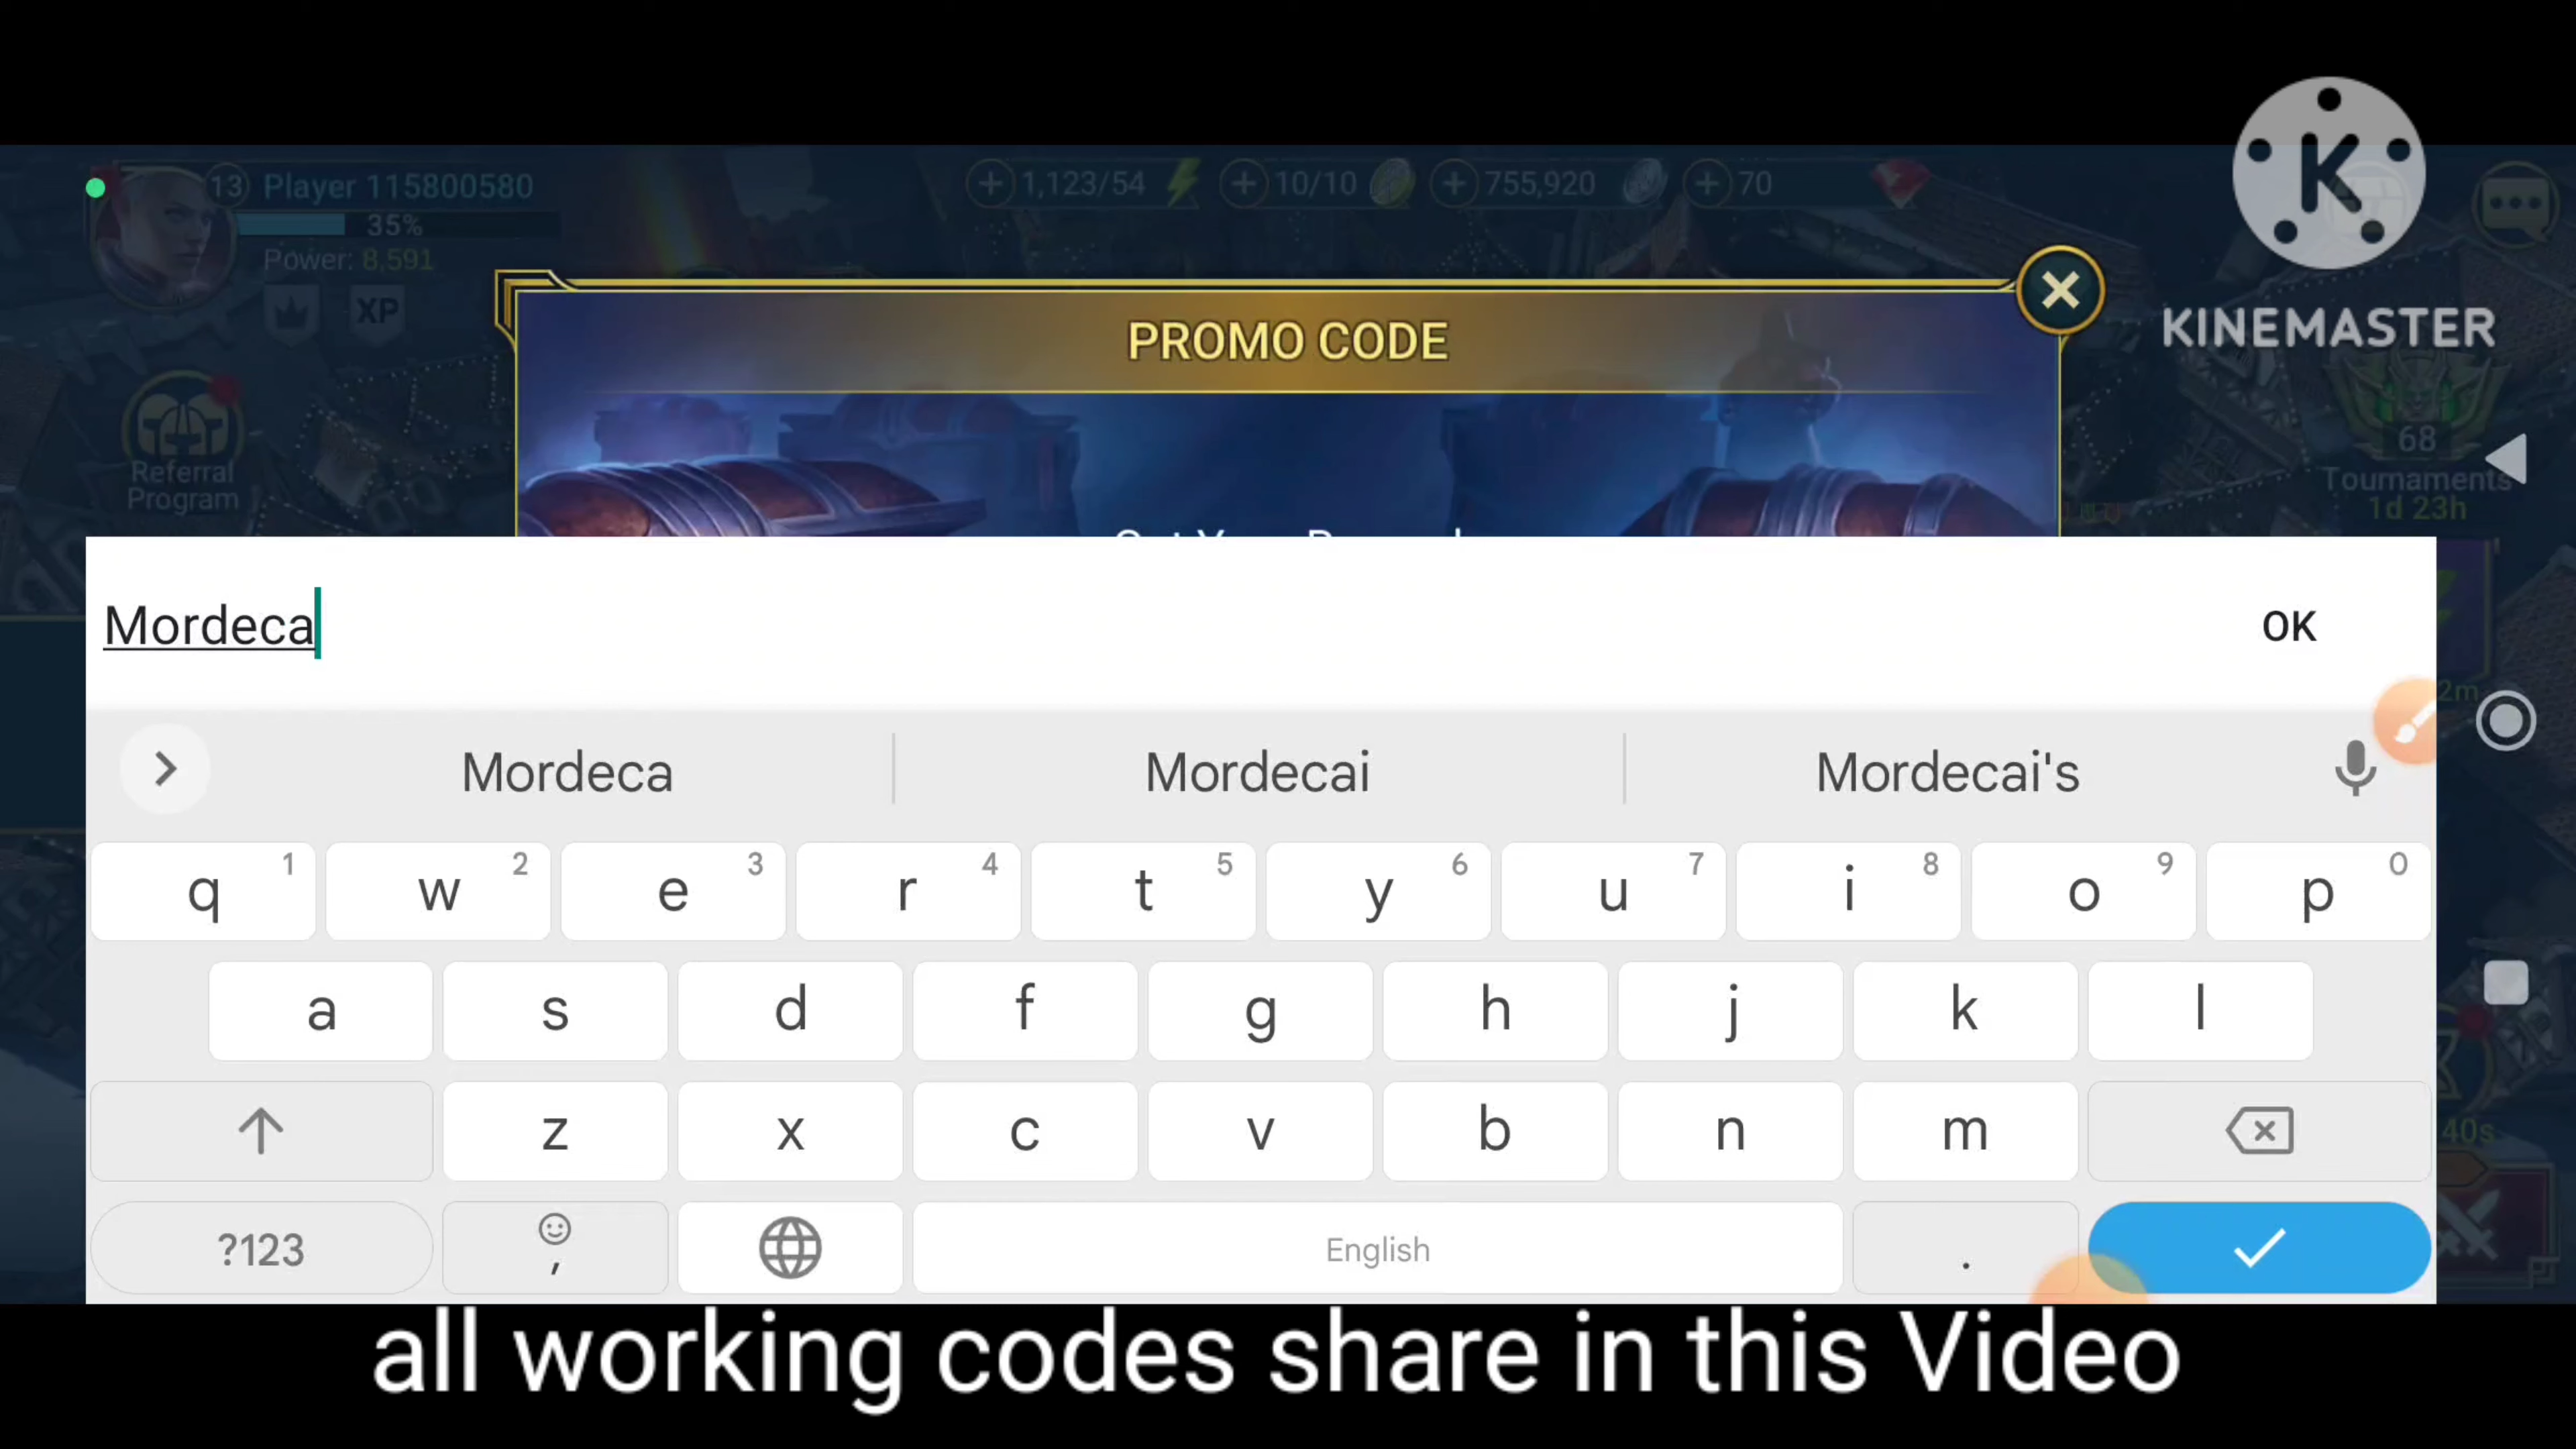 13 Player 115800580
35%
Power: 8,591
XP
1,123/54
10/10
755,920
70
K
KINEMASTER
PROMO CODE
Referral
Program
68
Tournaments
1d 23h
Mordeca
OK
2m
Mordeca
Mordecai
Mordecai's
q 1 w 2 e 3 r 4 t 5 y 6 u 7 i 8 o 9 p 0
a s d f g h j k l
z x c v b n m
40s
?123 , English .
all working codes share in this Video